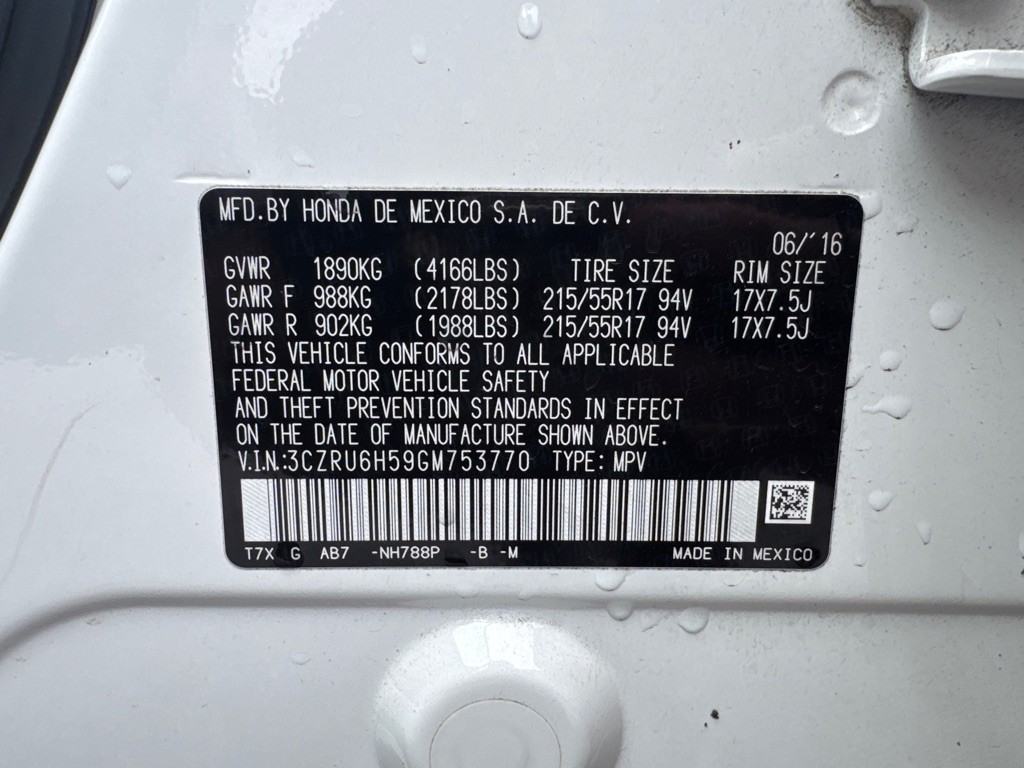 MFD.BY HONDA DE MEXICO S.A. DE C.V.
06/'16
GVWR 1890KG (4166LBS) TIRE SIZE RIM SIZE
GAWR F 988KG (2178LBS) 215/55R17 94V 17X7.5J
GAWR R 902KG (1988LBS) 215/55R17 94V 17X7.5J
THIS VEHICLE CONFORMS TO ALL APPLICABLE
FEDERAL MOTOR VEHICLE SAFETY
AND THEFT PREVENTION STANDARDS IN EFFECT
ON THE DATE OF MANUFACTURE SHOWN ABOVE.
V.I.N.:3CZRU6H59GM753770 TYPE: MPV
T7X G AB7 -NH788P -B -M MADE IN MEXICO